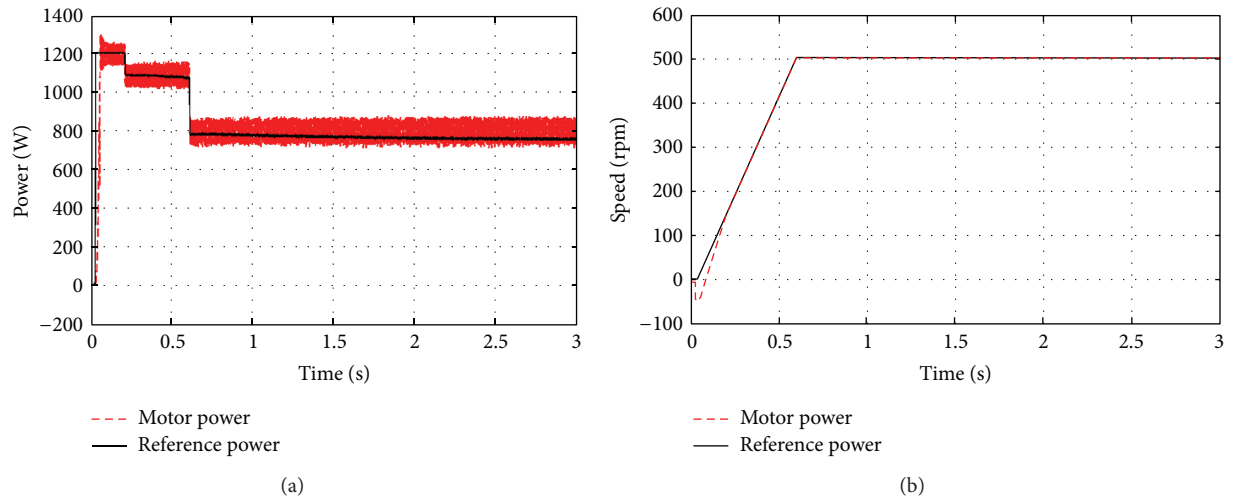 1400
1200
1000
800
600
400
200
0
−200
Power (W)
0 0.5 1 1.5 2 2.5 3
Time (s)
Motor power
Reference power
(a)
600
500
400
300
200
100
0
−100
Speed (rpm)
0 0.5 1 1.5 2 2.5 3
Time (s)
Motor power
Reference power
(b)